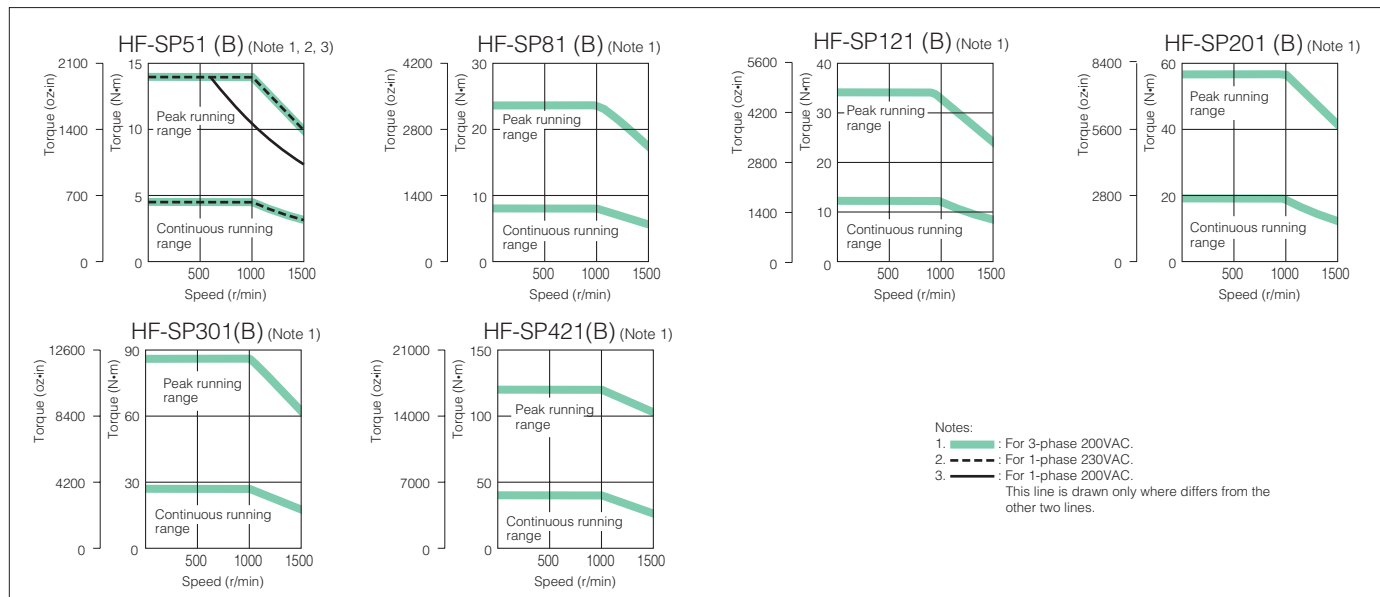 HF-SP51 (B) (Note 1, 2, 3)
Torque (oz•in)
2100
1400
700
0
Torque (N•m)
15
10
5
0
Peak running
range
Continuous running
range
500 1000 1500
Speed (r/min)
HF-SP81 (B) (Note 1)
Torque (oz•in)
4200
2800
1400
0
Torque (N•m)
30
20
10
0
Peak running
range
Continuous running
range
500 1000 1500
Speed (r/min)
HF-SP121 (B) (Note 1)
Torque (oz•in)
5600
4200
2800
1400
0
Torque (N•m)
40
30
20
10
0
Peak running
range
Continuous running
range
500 1000 1500
Speed (r/min)
HF-SP201 (B) (Note 1)
Torque (oz•in)
8400
5600
2800
0
Torque (N•m)
60
40
20
0
Peak running
range
Continuous running
range
500 1000 1500
Speed (r/min)
HF-SP301(B) (Note 1)
Torque (oz•in)
12600
8400
4200
0
Torque (N•m)
90
60
30
0
Peak running
range
Continuous running
range
500 1000 1500
Speed (r/min)
HF-SP421(B) (Note 1)
Torque (oz•in)
21000
14000
7000
0
Torque (N•m)
150
100
50
0
Peak running
range
Continuous running
range
500 1000 1500
Speed (r/min)
Notes:
1. : For 3-phase 200VAC.
2. : For 1-phase 230VAC.
3. : For 1-phase 200VAC.
This line is drawn only where differs from the
other two lines.